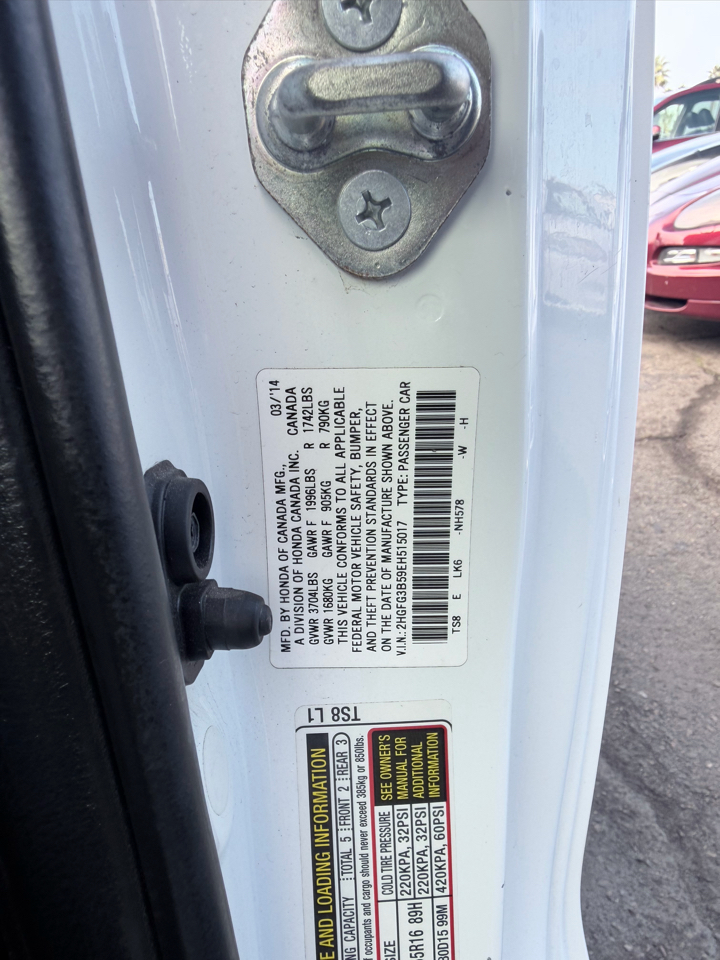 MFD. BY HONDA OF CANADA MFG., 03/'14
A DIVISION OF HONDA CANADA INC. CANADA
GVWR 3704LBS GAWR F 1996LBS R 1742LBS
GVWR 1680KG GAWR F 905KG R 790KG
THIS VEHICLE CONFORMS TO ALL APPLICABLE
FEDERAL MOTOR VEHICLE SAFETY, BUMPER,
AND THEFT PREVENTION STANDARDS IN EFFECT
ON THE DATE OF MANUFACTURE SHOWN ABOVE.
V.I.N.:2HGFG3B59EH515017 TYPE: PASSENGER CAR
TS8 E LK6 -NH578 -W -H
TS8 L1
E AND LOADING INFORMATION
NG CAPACITY TOTAL 5 FRONT 2 REAR 3
occupants and cargo should never exceed 385kg or 850lbs.
SIZE COLD TIRE PRESSURE SEE OWNER'S
5R16 89H 220KPA, 32PSI MANUAL FOR
220KPA, 32PSI ADDITIONAL
80D15 99M 420KPA, 60PSI INFORMATION